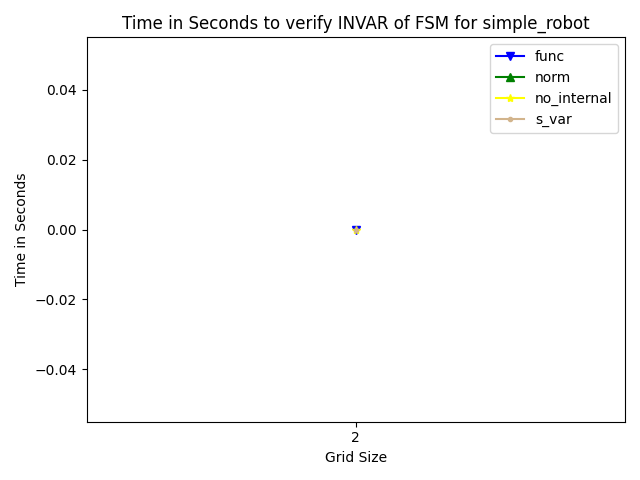 Time in Seconds to verify INVAR of FSM for simple_robot
func
norm
no_internal
s_var
Time in Seconds
0.04
0.02
0.00
−0.02
−0.04
2
Grid Size